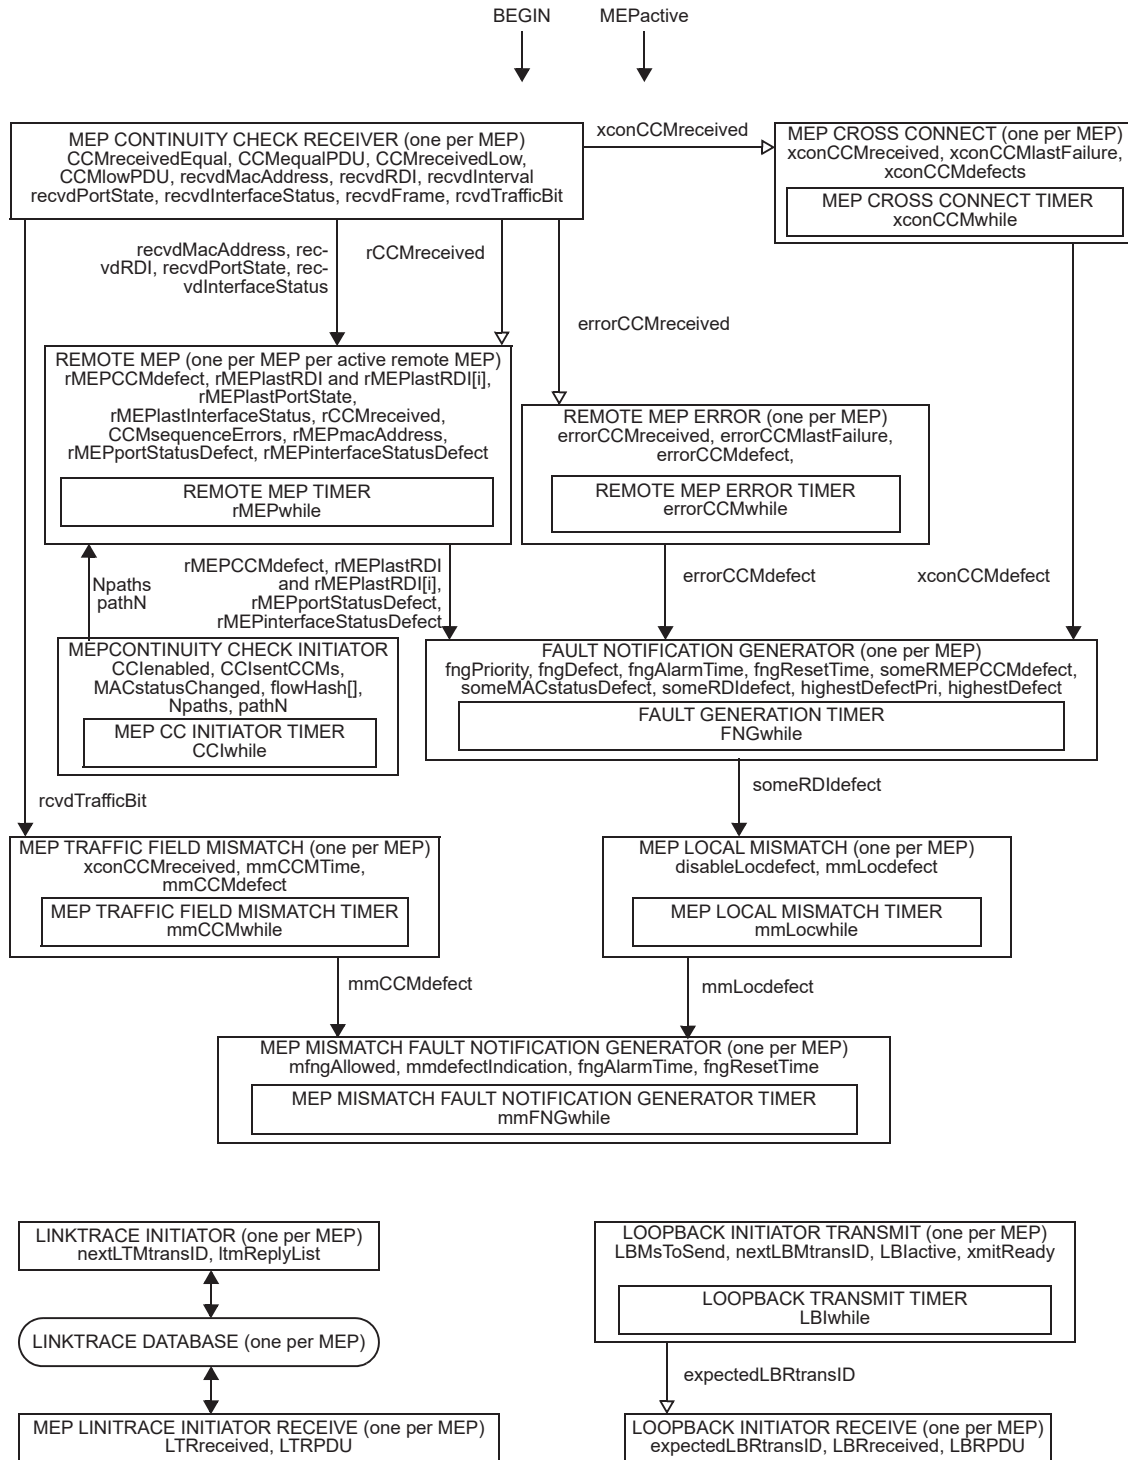 BEGIN
MEPactive
MEP CONTINUITY CHECK RECEIVER (one per MEP)
CCMreceivedEqual, CCMequalPDU, CCMreceivedLow,
CCMlowPDU, recvdMacAddress, recvdRDI, recvdInterval
recvdPortState, recvdInterfaceStatus, recvdFrame, rcvdTrafficBit
xconCCMreceived
MEP CROSS CONNECT (one per MEP)
xconCCMreceived, xconCCMlastFailure,
xconCCMdefects
MEP CROSS CONNECT TIMER
xconCCMwhile
recvdMacAddress, rec-
vdRDI, recvdPortState, rec-
vdInterfaceStatus
rCCMreceived
errorCCMreceived
REMOTE MEP (one per MEP per active remote MEP)
rMEPCCMdefect, rMEPlastRDI and rMEPlastRDI[i],
rMEPlastPortState,
rMEPlastInterfaceStatus, rCCMreceived,
CCMsequenceErrors, rMEPmacAddress,
rMEPportStatusDefect, rMEPinterfaceStatusDefect
REMOTE MEP TIMER
rMEPwhile
REMOTE MEP ERROR (one per MEP)
errorCCMreceived, errorCCMlastFailure,
errorCCMdefect,
REMOTE MEP ERROR TIMER
errorCCMwhile
Npaths
pathN
rMEPCCMdefect, rMEPlastRDI
and rMEPlastRDI[i],
rMEPportStatusDefect,
rMEPinterfaceStatusDefect
errorCCMdefect
xconCCMdefect
MEPCONTINUITY CHECK INITIATOR
CCIenabled, CCIsentCCMs,
MACstatusChanged, flowHash[],
Npaths, pathN
MEP CC INITIATOR TIMER
CCIwhile
FAULT NOTIFICATION GENERATOR (one per MEP)
fngPriority, fngDefect, fngAlarmTime, fngResetTime, someRMEPCCMdefect,
someMACstatusDefect, someRDIdefect, highestDefectPri, highestDefect
FAULT GENERATION TIMER
FNGwhile
rcvdTrafficBit
someRDIdefect
MEP TRAFFIC FIELD MISMATCH (one per MEP)
xconCCMreceived, mmCCMTime,
mmCCMdefect
MEP TRAFFIC FIELD MISMATCH TIMER
mmCCMwhile
MEP LOCAL MISMATCH (one per MEP)
disableLocdefect, mmLocdefect
MEP LOCAL MISMATCH TIMER
mmLocwhile
mmCCMdefect
mmLocdefect
MEP MISMATCH FAULT NOTIFICATION GENERATOR (one per MEP)
mfngAllowed, mmdefectIndication, fngAlarmTime, fngResetTime
MEP MISMATCH FAULT NOTIFICATION GENERATOR TIMER
mmFNGwhile
LINKTRACE INITIATOR (one per MEP)
nextLTMtransID, ltmReplyList
LINKTRACE DATABASE (one per MEP)
MEP LINITRACE INITIATOR RECEIVE (one per MEP)
LTRreceived, LTRPDU
LOOPBACK INITIATOR TRANSMIT (one per MEP)
LBMsToSend, nextLBMtransID, LBIactive, xmitReady
LOOPBACK TRANSMIT TIMER
LBIwhile
expectedLBRtransID
LOOPBACK INITIATOR RECEIVE (one per MEP)
expectedLBRtransID, LBRreceived, LBRPDU